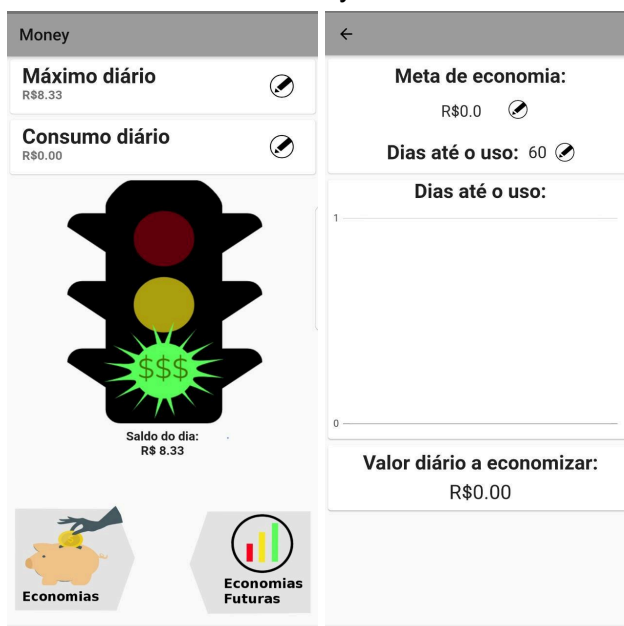 Money
Máximo diário
R$8.33
Consumo diário
R$0.00
$$$
Saldo do dia:
R$ 8.33
Economias
Economias
Futuras
Meta de economia:
R$0.0
Dias até o uso: 60
Dias até o uso:
1
0
Valor diário a economizar:
R$0.00